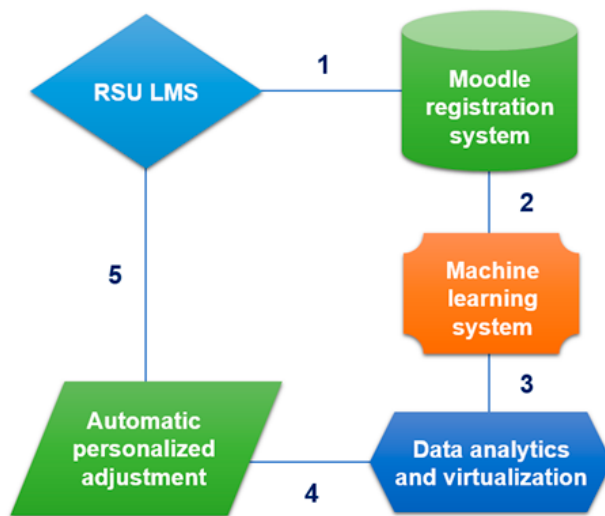 RSU LMS
1
Moodle
registration
system
2
Machine
learning
system
3
Data analytics
and virtualization
4
Automatic
personalized
adjustment
5